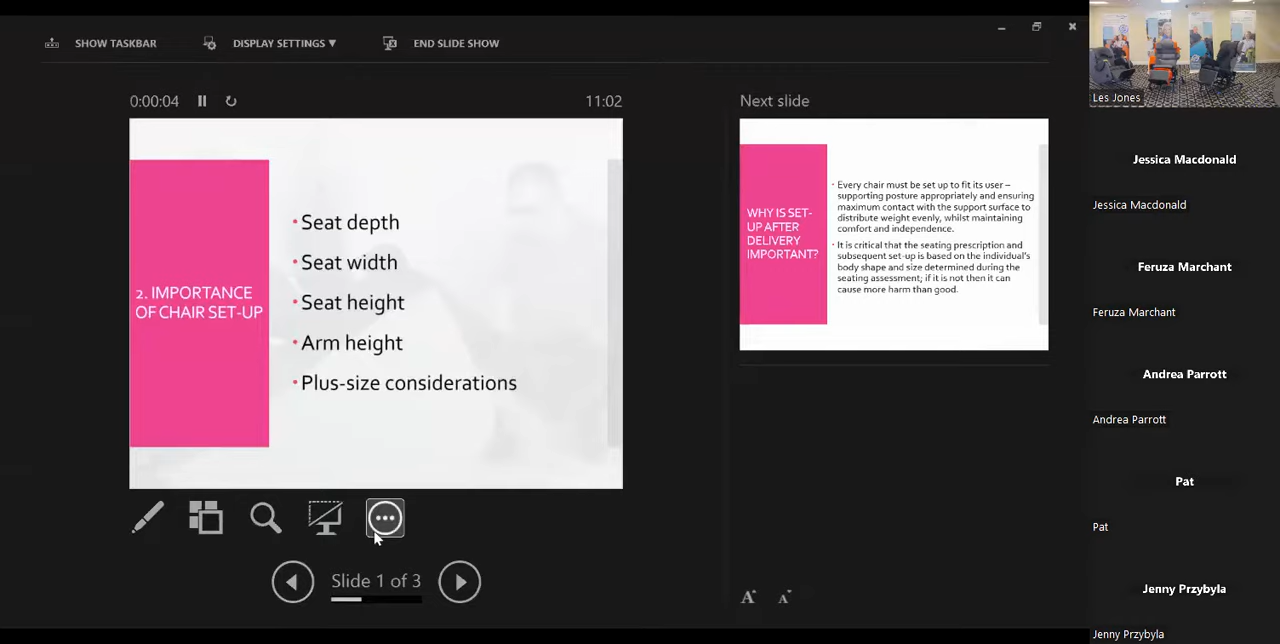 SHOW TASKBAR
DISPLAY SETTINGS ▼
END SLIDE SHOW
0:00:04
11:02
Next slide
2. IMPORTANCE
OF CHAIR SET-UP
•Seat depth
•Seat width
•Seat height
•Arm height
•Plus-size considerations
WHY IS SET-
UP AFTER
DELIVERY
IMPORTANT?
• Every chair must be set up to fit its user –
supporting posture appropriately and ensuring
maximum contact with the support surface to
distribute weight evenly, whilst maintaining
comfort and independence.
• It is critical that the seating prescription and
subsequent set-up is based on the individual's
body shape and size determined during the
seating assessment; if it is not then it can
cause more harm than good.
Slide 1 of 3
A A
Les Jones
Jessica Macdonald
Jessica Macdonald
Feruza Marchant
Feruza Marchant
Andrea Parrott
Andrea Parrott
Pat
Pat
Jenny Przybyla
Jenny Przybyla